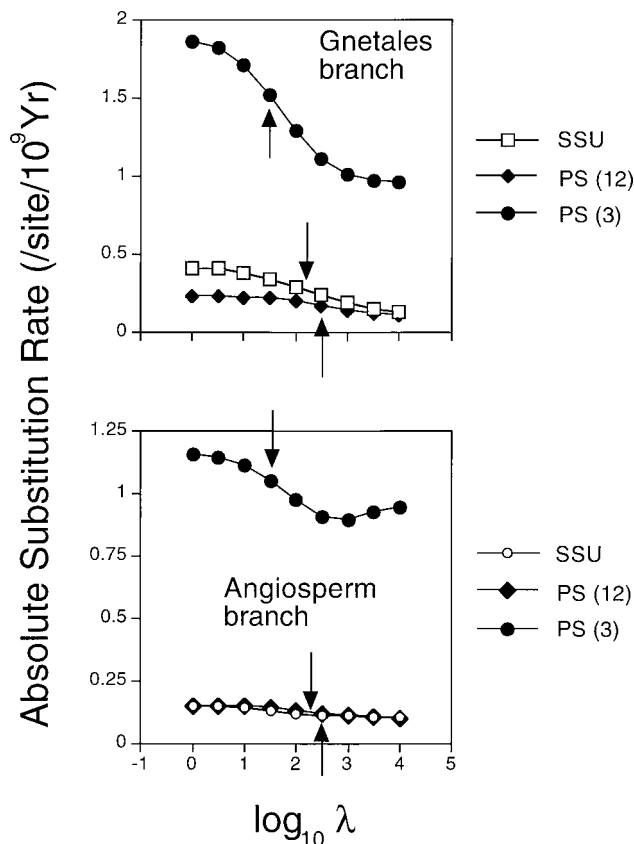 Absolute Substitution Rate (/site/10⁹Yr)
2
1.5
1
0.5
0
Gnetales
branch
SSU
PS (12)
PS (3)
1.25
1
0.75
0.5
0.25
0
Angiosperm
branch
SSU
PS (12)
PS (3)
-1 0 1 2 3 4 5
log₁₀ λ